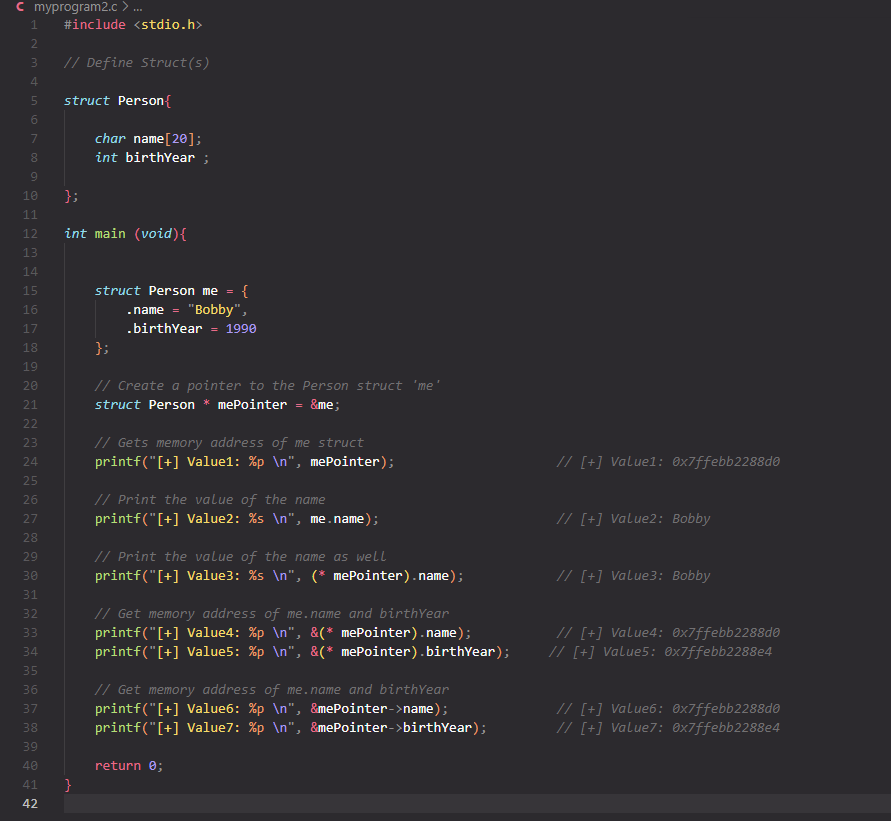 C myprogram2.c > ...
1 #include <stdio.h>
2
3 // Define Struct(s)
4
5 struct Person{
6
7     char name[20];
8     int birthYear ;
9
10 };
11
12 int main (void){
13
14
15     struct Person me = {
16         .name = "Bobby",
17         .birthYear = 1990
18     };
19
20     // Create a pointer to the Person struct 'me'
21     struct Person * mePointer = &me;
22
23     // Gets memory address of me struct
24     printf("[+] Value1: %p \n", mePointer);                     // [+] Value1: 0x7ffebb2288d0
25
26     // Print the value of the name
27     printf("[+] Value2: %s \n", me.name);                       // [+] Value2: Bobby
28
29     // Print the value of the name as well
30     printf("[+] Value3: %s \n", (* mePointer).name);            // [+] Value3: Bobby
31
32     // Get memory address of me.name and birthYear
33     printf("[+] Value4: %p \n", &(* mePointer).name);           // [+] Value4: 0x7ffebb2288d0
34     printf("[+] Value5: %p \n", &(* mePointer).birthYear);     // [+] Value5: 0x7ffebb2288e4
35
36     // Get memory address of me.name and birthYear
37     printf("[+] Value6: %p \n", &mePointer->name);              // [+] Value6: 0x7ffebb2288d0
38     printf("[+] Value7: %p \n", &mePointer->birthYear);         // [+] Value7: 0x7ffebb2288e4
39
40     return 0;
41 }
42